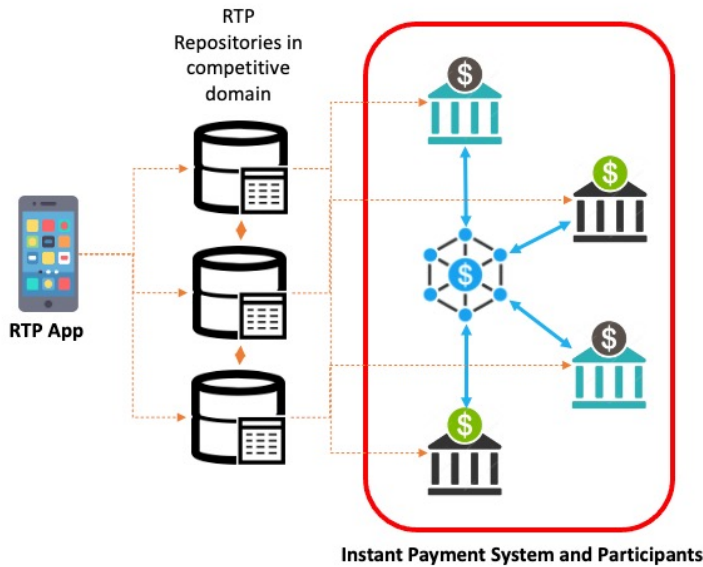 RTP
Repositories in
competitive
domain
$
$
$
RTP App
$
$
Instant Payment System and Participants